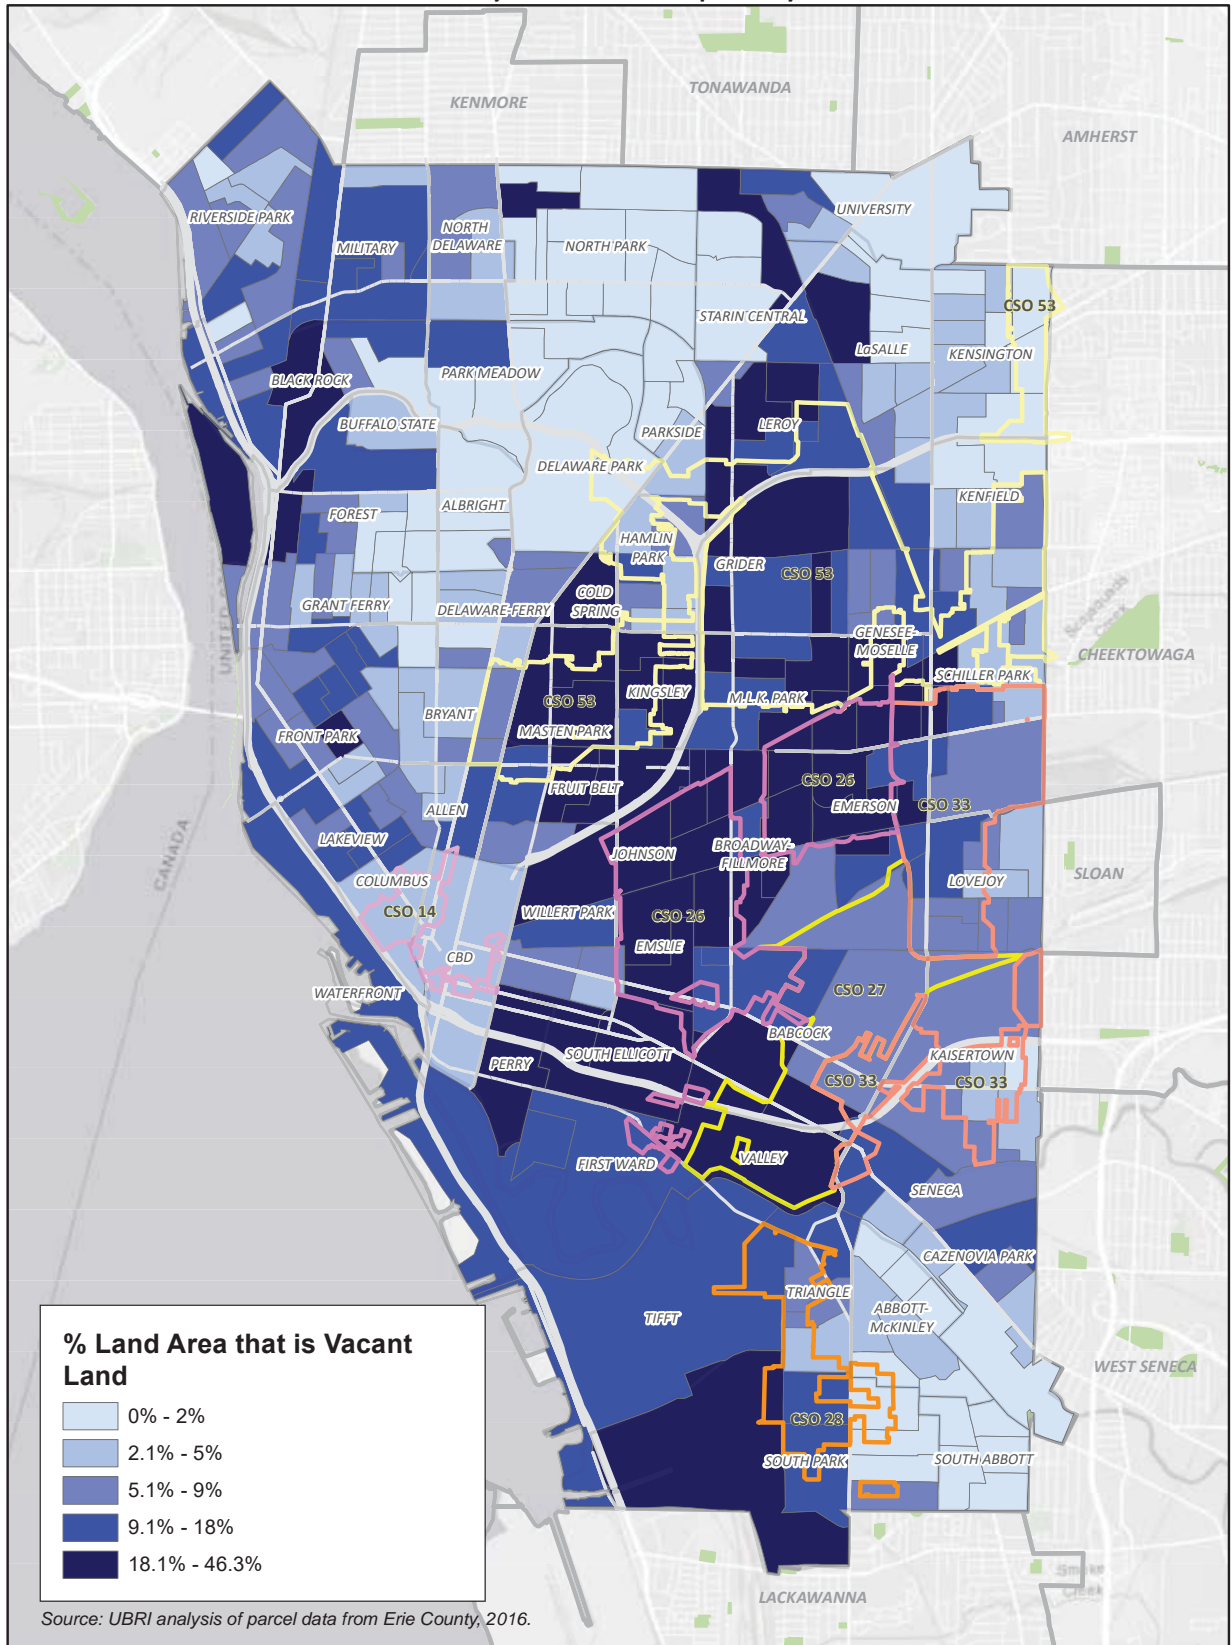 KENMORE
TONAWANDA
AMHERST
RIVERSIDE PARK
MILITARY
NORTH
DELAWARE
NORTH PARK
UNIVERSITY
CSO 53
STARIN CENTRAL
LaSALLE
KENSINGTON
BLACK ROCK
PARK MEADOW
BUFFALO STATE
PARKSIDE
LEROY
DELAWARE PARK
FOREST
ALBRIGHT
KENFIELD
HAMLIN
PARK
GRIDER
CSO 53
COLD
SPRING
GRANT FERRY
DELAWARE-FERRY
GENESEE-
MOSELLE
CHEEKTOWAGA
SCHILLER PARK
KINGSLEY
M.L.K. PARK
CSO 53
BRYANT
MASTEN PARK
FRONT PARK
FRUIT BELT
CSO 26
EMERSON
CSO 33
ALLEN
LAKEVIEW
JOHNSON
BROADWAY-
FILLMORE
CANADA
COLUMBUS
LOVEJOY
SLOAN
CSO 14
WILLERT PARK
CSO 26
EMSLIE
CBD
WATERFRONT
CSO 27
BABCOCK
SOUTH ELLICOTT
PERRY
KAISERTOWN
CSO 33
CSO 33
FIRST WARD
VALLEY
SENECA
CAZENOVIA PARK
TRIANGLE
ABBOTT-
McKINLEY
TIFFT
WEST SENECA
CSO 28
SOUTH PARK
SOUTH ABBOTT
% Land Area that is Vacant
Land
0% - 2%
2.1% - 5%
5.1% - 9%
9.1% - 18%
18.1% - 46.3%
Smoke
Creek
LACKAWANNA
Source: UBRI analysis of parcel data from Erie County, 2016.